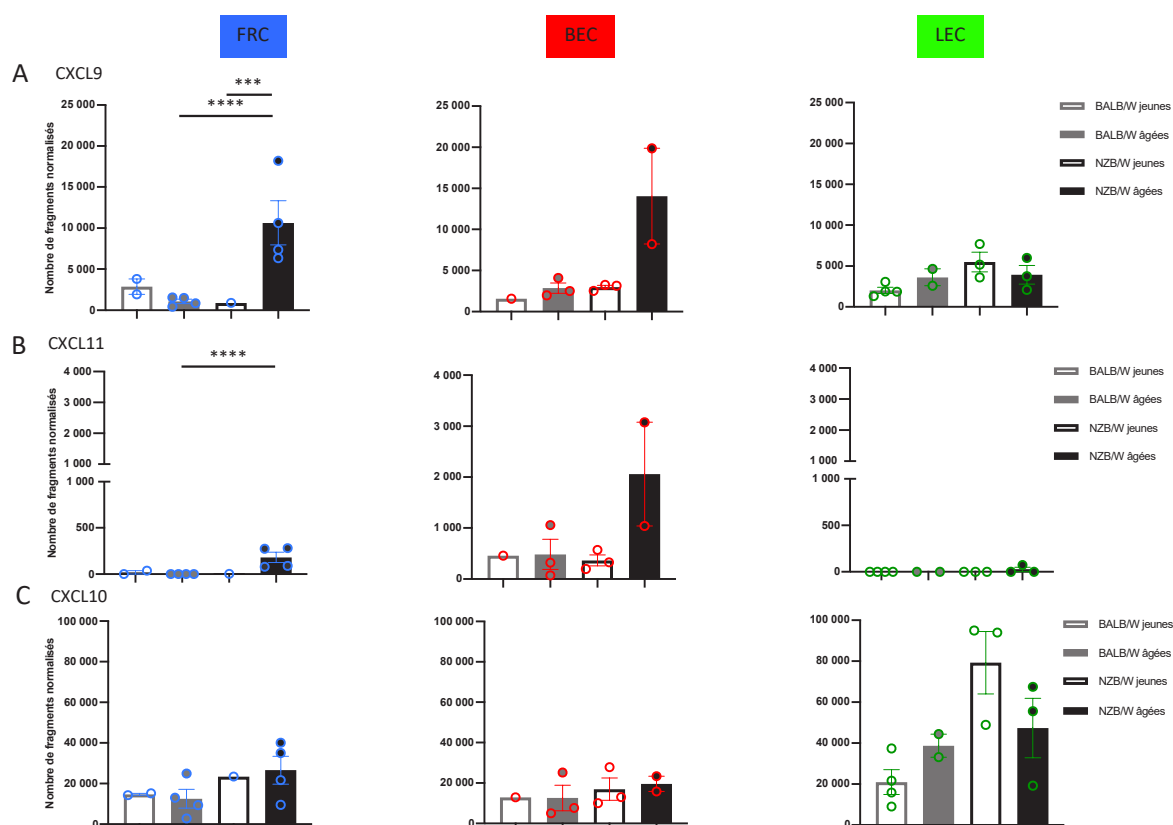 FRC
BEC
LEC
A
CXCL9
***
****
Nombre de fragments normalisés
25 000
20 000
15 000
10 000
5 000
0
25 000
20 000
15 000
10 000
5 000
0
25 000
20 000
15 000
10 000
5 000
0
BALB/W jeunes
BALB/W âgées
NZB/W jeunes
NZB/W âgées
B
CXCL11
****
Nombre de fragments normalisés
4 000
3 000
2 000
1 000
1 000
500
0
4 000
3 000
2 000
1 000
0
4 000
3 000
2 000
1 000
1 000
500
0
BALB/W jeunes
BALB/W âgées
NZB/W jeunes
NZB/W âgées
C
CXCL10
Nombre de fragments normalisés
100 000
80 000
60 000
40 000
20 000
0
100 000
80 000
60 000
40 000
20 000
0
100 000
80 000
60 000
40 000
20 000
0
BALB/W jeunes
BALB/W âgées
NZB/W jeunes
NZB/W âgées